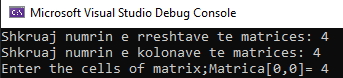 Microsoft Visual Studio Debug Console
Shkruaj numrin e rreshtave te matrices: 4
Shkruaj numrin e kolonave te matrices: 4
Enter the cells of matrix;Matrica[0,0]= 4